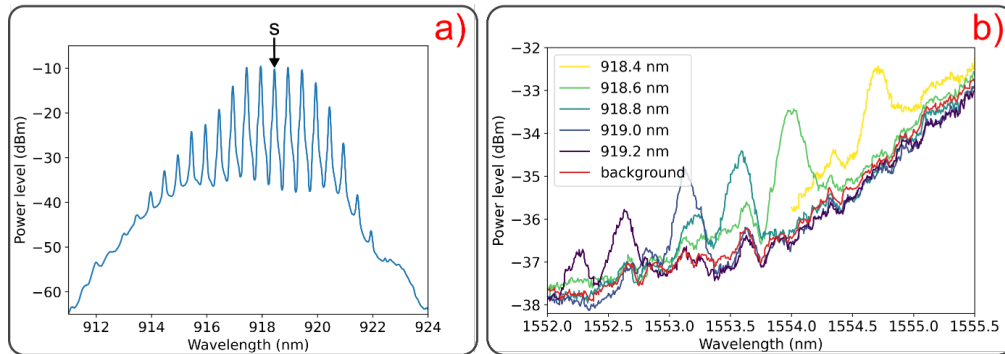 a)
S
Power level (dBm)
−10
−20
−30
−40
−50
−60
912 914 916 918 920 922 924
Wavelength (nm)
b)
Power level (dBm)
−32
−33
−34
−35
−36
−37
−38
918.4 nm
918.6 nm
918.8 nm
919.0 nm
919.2 nm
background
1552.0 1552.5 1553.0 1553.5 1554.0 1554.5 1555.0 1555.5
Wavelength (nm)